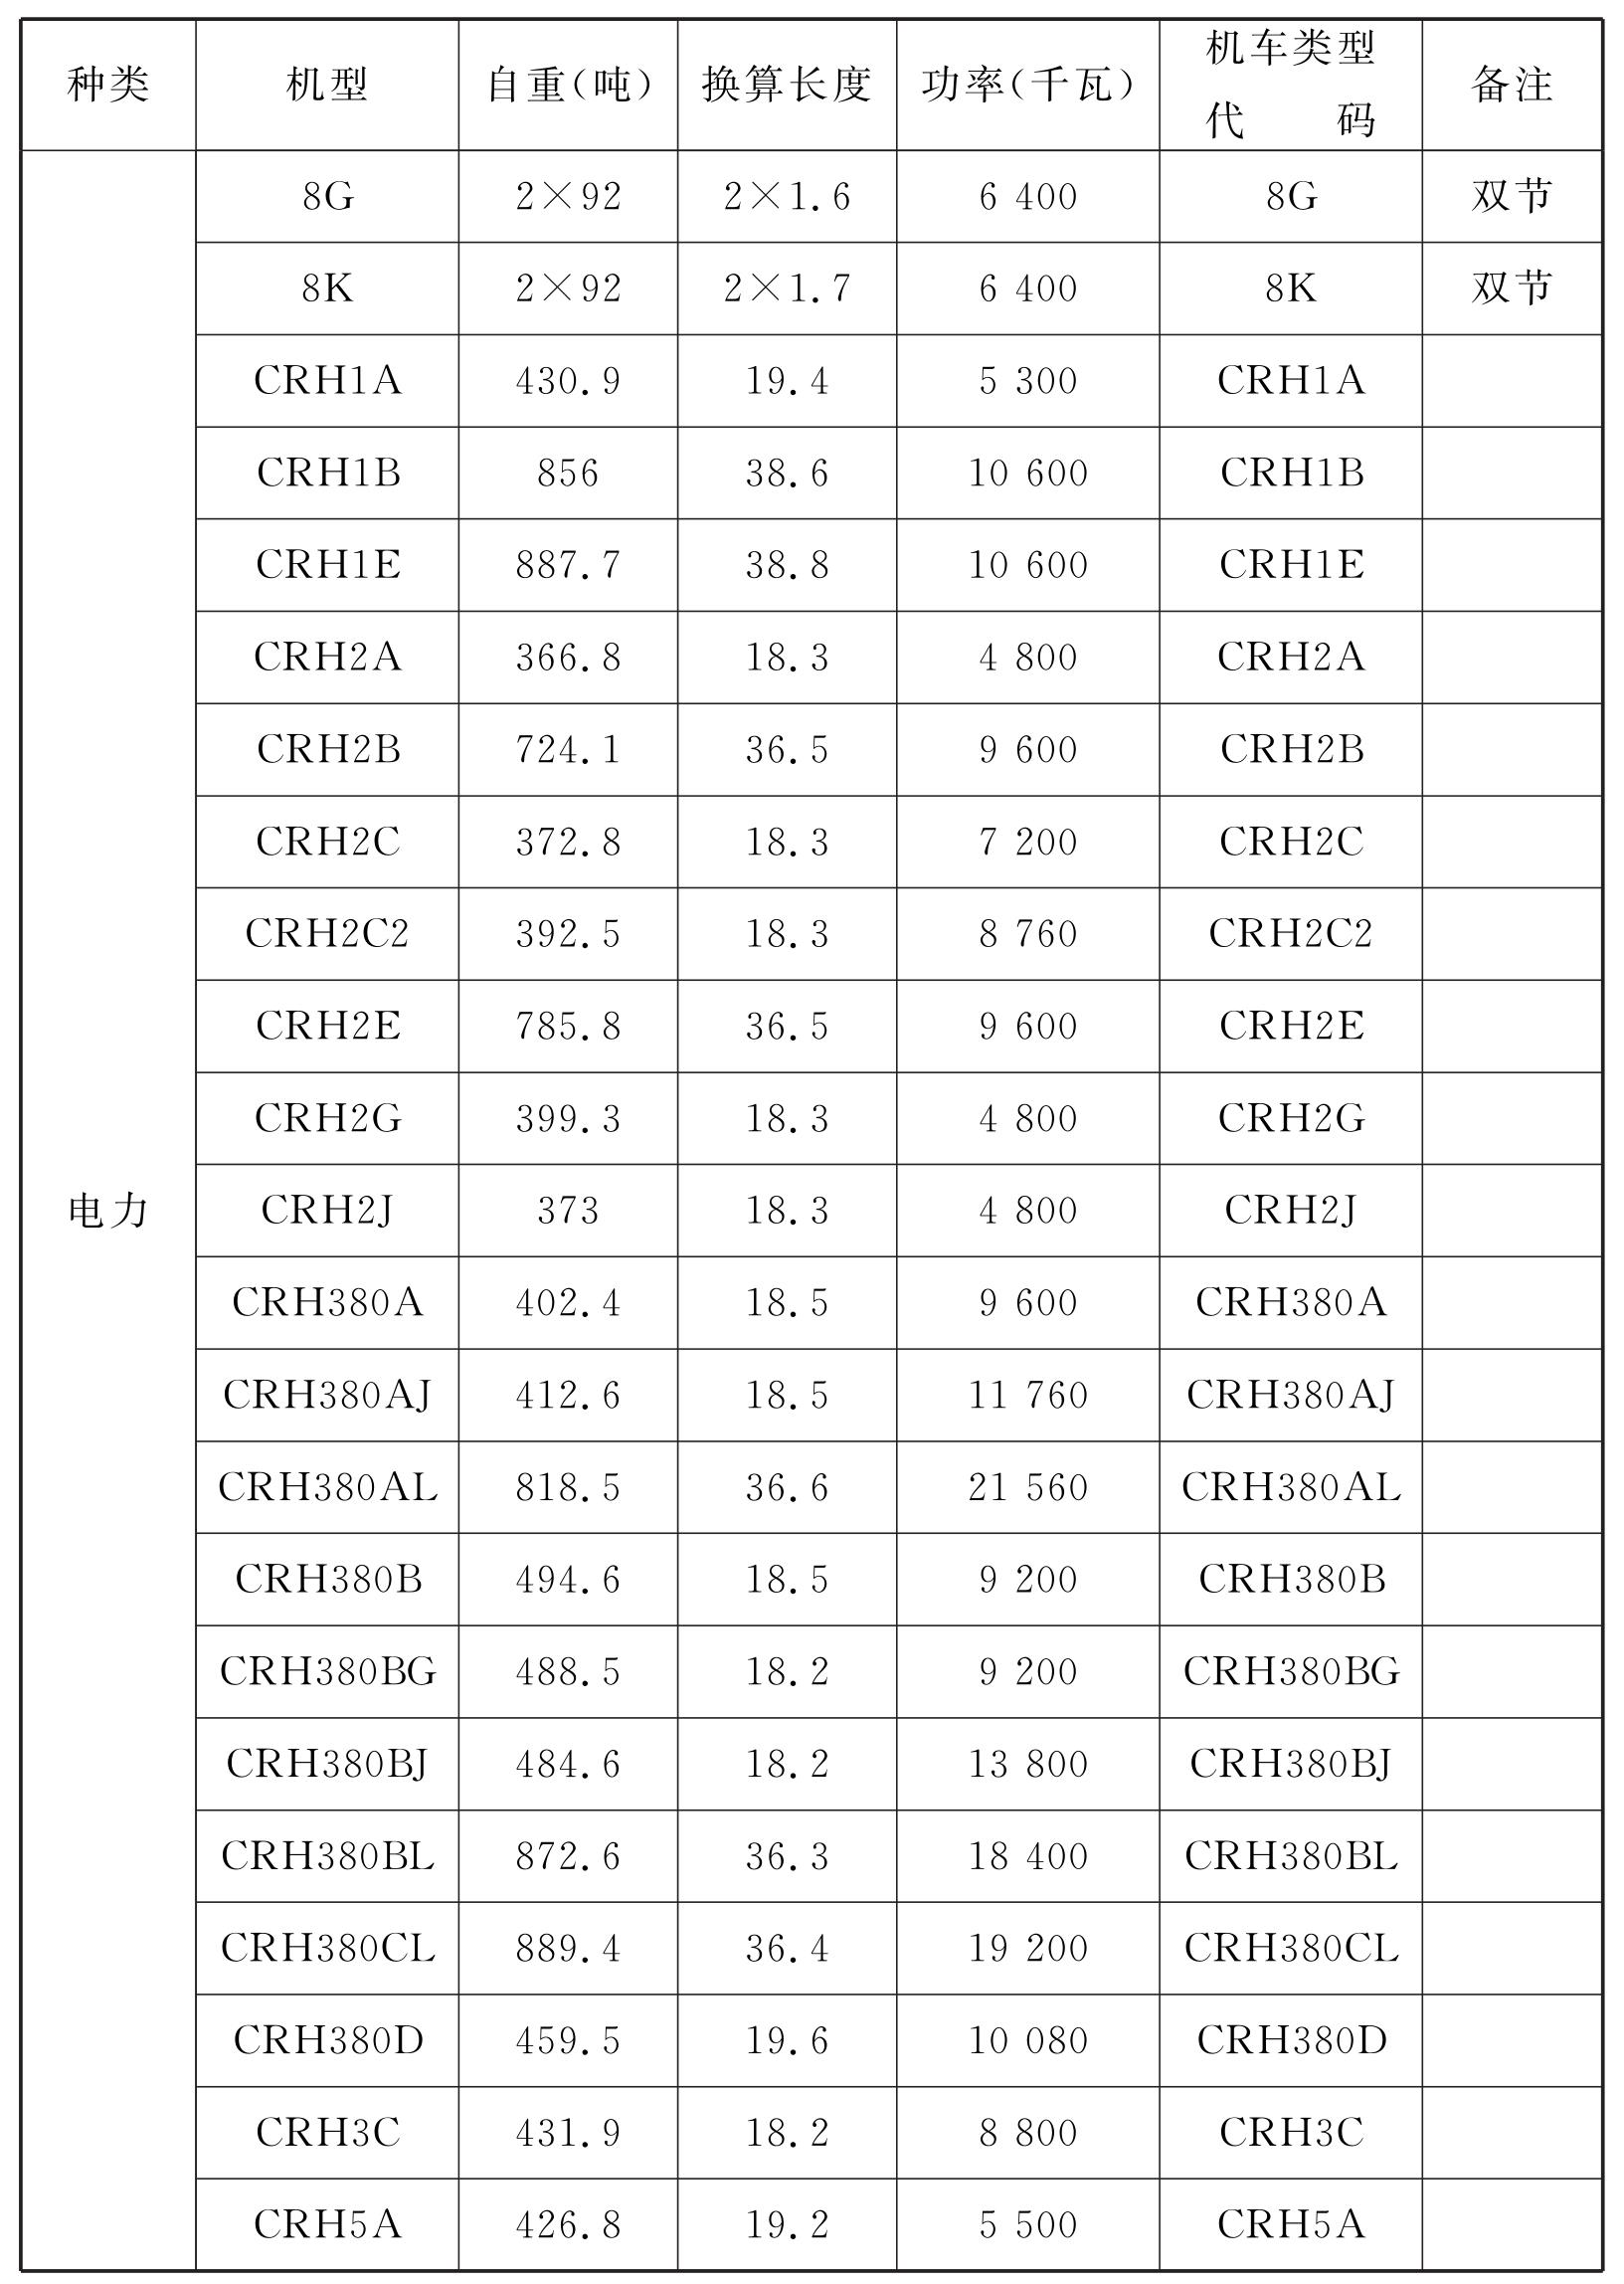 种类 机型 自重(吨) 换算长度 功率(千瓦) 机车类型代码 备注
电力
8G 2×92 2×1.6 6 400 8G 双节
8K 2×92 2×1.7 6 400 8K 双节
CRH1A 430.9 19.4 5 300 CRH1A
CRH1B 856 38.6 10 600 CRH1B
CRH1E 887.7 38.8 10 600 CRH1E
CRH2A 366.8 18.3 4 800 CRH2A
CRH2B 724.1 36.5 9 600 CRH2B
CRH2C 372.8 18.3 7 200 CRH2C
CRH2C2 392.5 18.3 8 760 CRH2C2
CRH2E 785.8 36.5 9 600 CRH2E
CRH2G 399.3 18.3 4 800 CRH2G
CRH2J 373 18.3 4 800 CRH2J
CRH380A 402.4 18.5 9 600 CRH380A
CRH380AJ 412.6 18.5 11 760 CRH380AJ
CRH380AL 818.5 36.6 21 560 CRH380AL
CRH380B 494.6 18.5 9 200 CRH380B
CRH380BG 488.5 18.2 9 200 CRH380BG
CRH380BJ 484.6 18.2 13 800 CRH380BJ
CRH380BL 872.6 36.3 18 400 CRH380BL
CRH380CL 889.4 36.4 19 200 CRH380CL
CRH380D 459.5 19.6 10 080 CRH380D
CRH3C 431.9 18.2 8 800 CRH3C
CRH5A 426.8 19.2 5 500 CRH5A